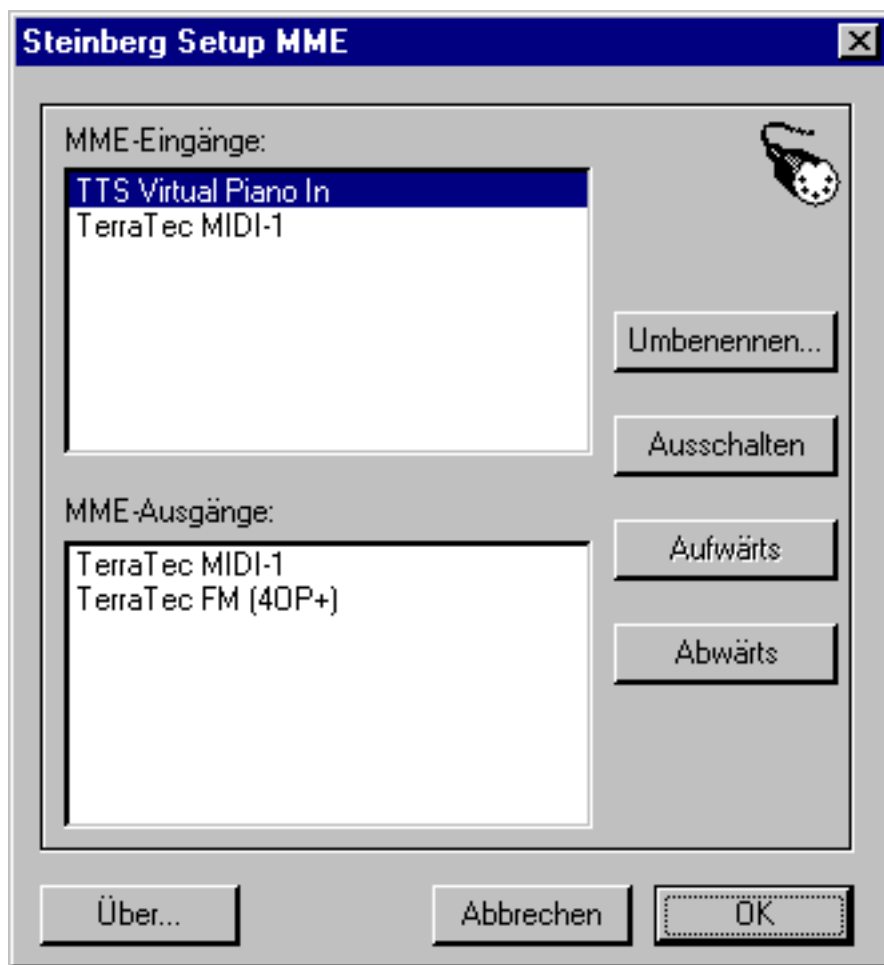 Steinberg Setup MME
MME-Eingänge:
TTS Virtual Piano In
TerraTec MIDI-1
Umbenennen...
Ausschalten
MME-Ausgänge:
TerraTec MIDI-1
TerraTec FM (4OP+)
Aufwärts
Abwärts
Über...
Abbrechen
OK